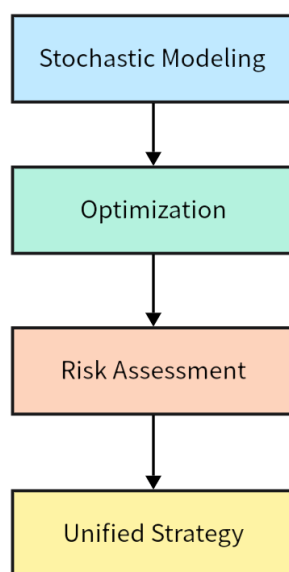 Stochastic Modeling
Optimization
Risk Assessment
Unified Strategy